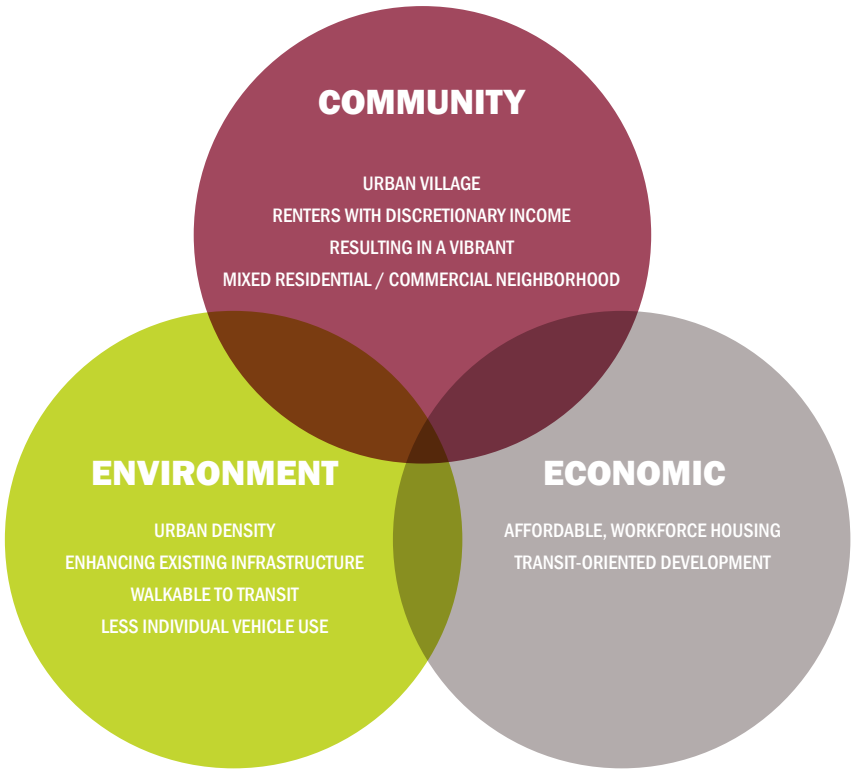 COMMUNITY
URBAN VILLAGE
RENTERS WITH DISCRETIONARY INCOME
RESULTING IN A VIBRANT
MIXED RESIDENTIAL / COMMERCIAL NEIGHBORHOOD
ENVIRONMENT
URBAN DENSITY
ENHANCING EXISTING INFRASTRUCTURE
WALKABLE TO TRANSIT
LESS INDIVIDUAL VEHICLE USE
ECONOMIC
AFFORDABLE, WORKFORCE HOUSING
TRANSIT-ORIENTED DEVELOPMENT